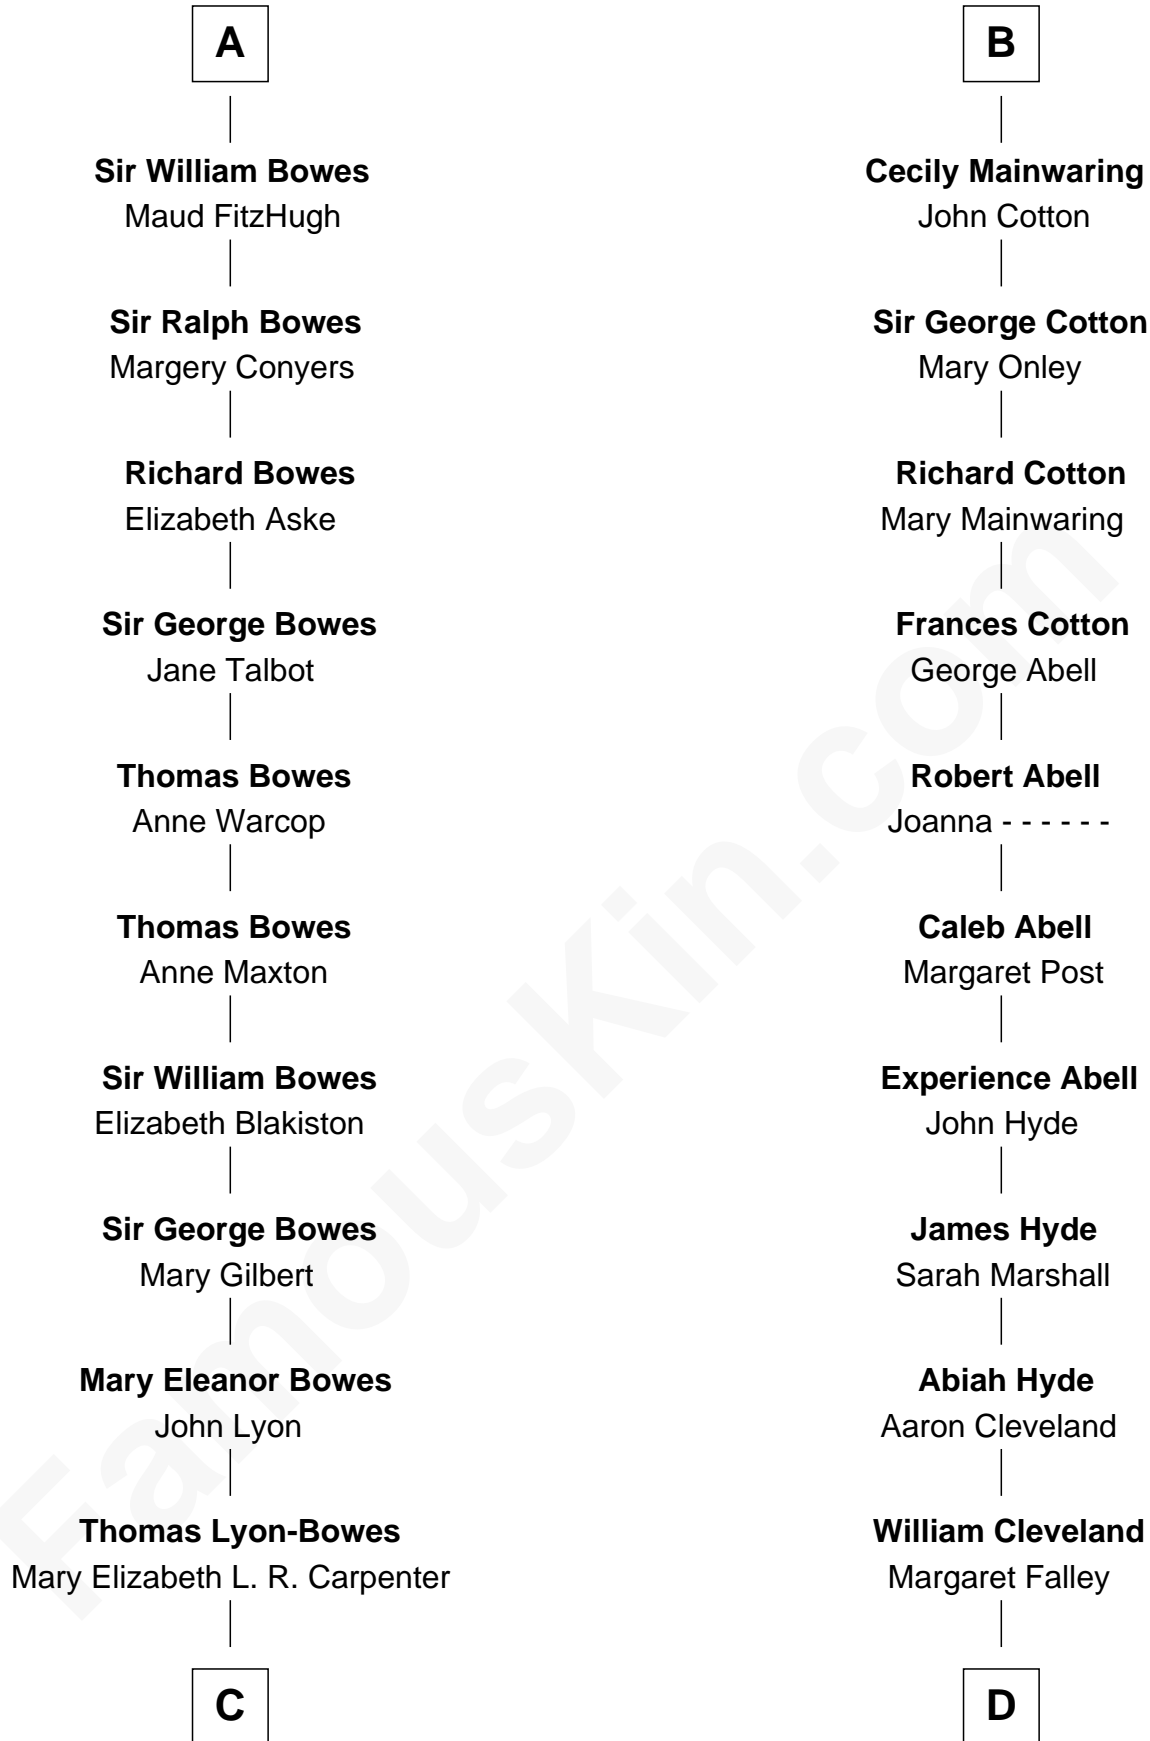 A
Sir William Bowes
Maud FitzHugh
Sir Ralph Bowes
Margery Conyers
Richard Bowes
Elizabeth Aske
Sir George Bowes
Jane Talbot
Thomas Bowes
Anne Warcop
Thomas Bowes
Anne Maxton
Sir William Bowes
Elizabeth Blakiston
Sir George Bowes
Mary Gilbert
Mary Eleanor Bowes
John Lyon
Thomas Lyon-Bowes
Mary Elizabeth L. R. Carpenter
C
B
Cecily Mainwaring
John Cotton
Sir George Cotton
Mary Onley
Richard Cotton
Mary Mainwaring
Frances Cotton
George Abell
Robert Abell
Joanna - - - - - -
Caleb Abell
Margaret Post
Experience Abell
John Hyde
James Hyde
Sarah Marshall
Abiah Hyde
Aaron Cleveland
William Cleveland
Margaret Falley
D
FamousKin.com